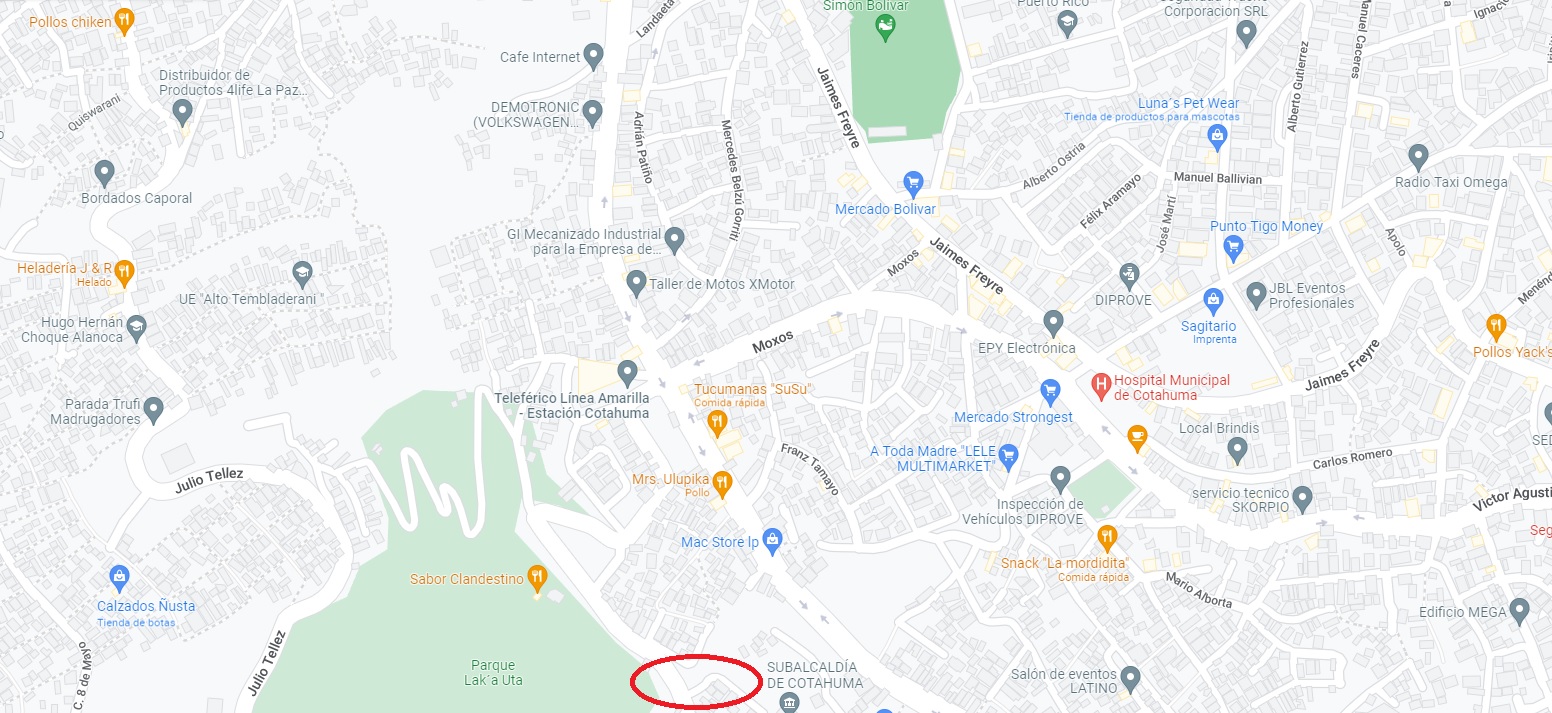 Simón Bolívar
Puerto Rico
Corporacion SRL
Pollos chiken
Landaeta
Cafe Internet
Distribuidor de
Productos 4life La Paz...
Quiswarani
DEMOTRONIC
(VOLKSWAGEN...
Adrián Patiño
Mercedes Belzú Gorriti
Jaimes Freyre
Luna´s Pet Wear
Tienda de productos para mascotas
Alberto Gutierrez
Manuel Caceres
Alberto Ostria
Manuel Ballivian
Radio Taxi Omega
Bordados Caporal
Mercado Bolivar
Félix Aramayo
José Martí
Punto Tigo Money
GI Mecanizado Industrial
para la Empresa de...
Jaimes Freyre
Moxos
Apolo
Heladería J & R
Helado
UE "Alto Tembladerani "
Taller de Motos XMotor
DIPROVE
JBL Eventos
Profesionales
Hugo Hernán
Choque Alanoca
Sagitario
Imprenta
Moxos
EPY Electrónica
Pollos Yack's
Jaimes Freyre
Tucumanas "SuSu"
Comida rápida
Hospital Municipal
de Cotahuma
Teleférico Línea Amarilla
- Estación Cotahuma
Parada Trufi
Madrugadores
Mercado Strongest
Local Brindis
Franz Tamayo
A Toda Madre "LELE
MULTIMARKET"
Carlos Romero
Julio Tellez
Mrs. Ulupika
Pollo
Inspección de
Vehículos DIPROVE
servicio tecnico
SKORPIO
Victor Agusti
Mac Store lp
Seg
Snack "La mordidita"
Comida rápida
Sabor Clandestino
Calzados Ñusta
Tienda de botas
Mario Alborta
Edificio MEGA
C. 8 de Mayo
Julio Tellez
Parque
Lak´a Uta
SUBALCALDÍA
DE COTAHUMA
Salón de eventos
LATINO